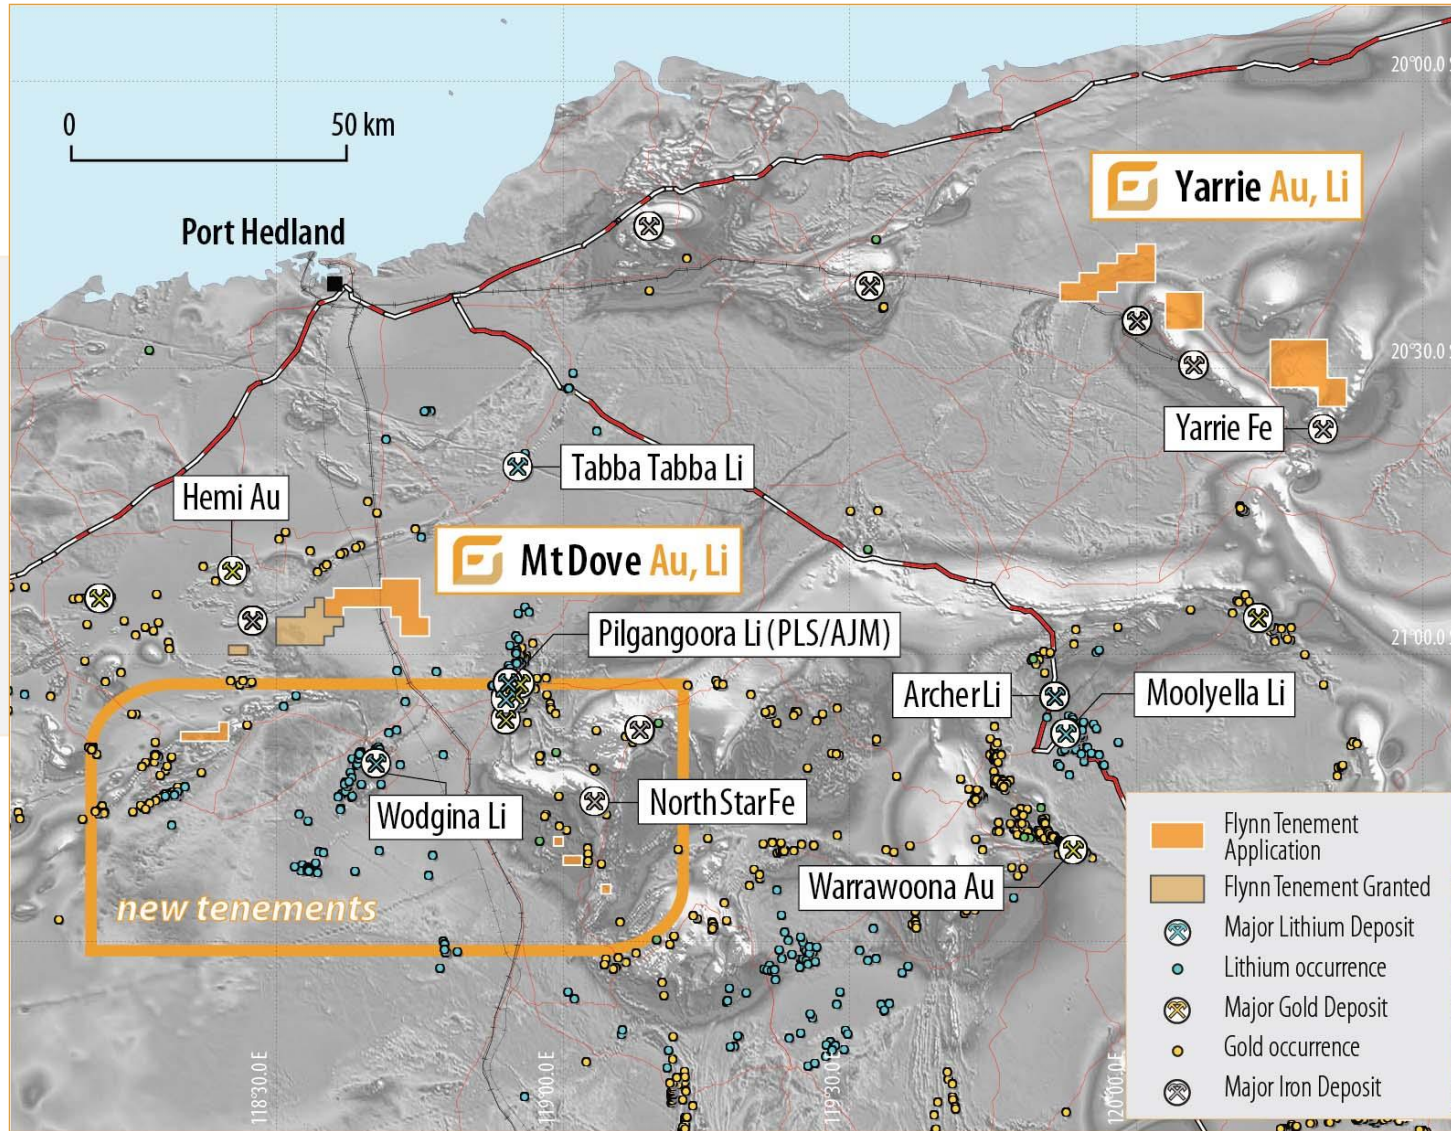 0 50 km
20°00.0 S
Yarrie Au, Li
Port Hedland
20°30.0 S
Yarrie Fe
Tabba Tabba Li
Hemi Au
Mt Dove Au, Li
Pilgangoora Li (PLS/AJM)
21°00.0 S
Archer Li
Moolyella Li
Wodgina Li
North Star Fe
Warrawoona Au
new tenements
Flynn Tenement
Application
Flynn Tenement Granted
Major Lithium Deposit
Lithium occurrence
Major Gold Deposit
Gold occurrence
Major Iron Deposit
118°30.0 E
119°00.0 E
119°30.0 E
120°00.0 E